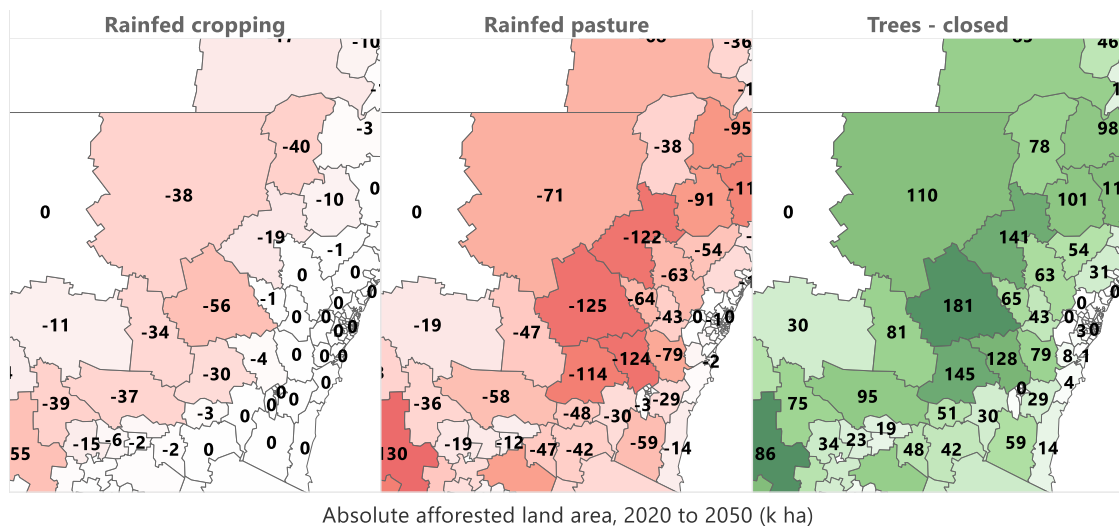 Rainfed cropping Rainfed pasture Trees - closed
-10 -36 46
-3 -95 98
-40 -38 78
0 -38 -10 0 -71 -91 0 110 101
-19 -1 -122 -54 141 54
0 0 -63 63 31
-56 -1 0 0 -125 -64 181 65
-11 -34 0 0 0 0 -19 -47 -43 0 10 30 81 43 0 0 30
-4 0 0 0 -124 -79 -2 128 79 8 1
-30 0 -114 145 4
-39 -37 0 0 0 -36 -58 -3 -29 75 95 0 29
-3 0 -48 -30 51 30
-15 -6 -2 -2 0 0 0 -19 -12 -47 -42 -59 -14 34 23 19 48 42 59 14
55 130 86
Absolute afforested land area, 2020 to 2050 (k ha)